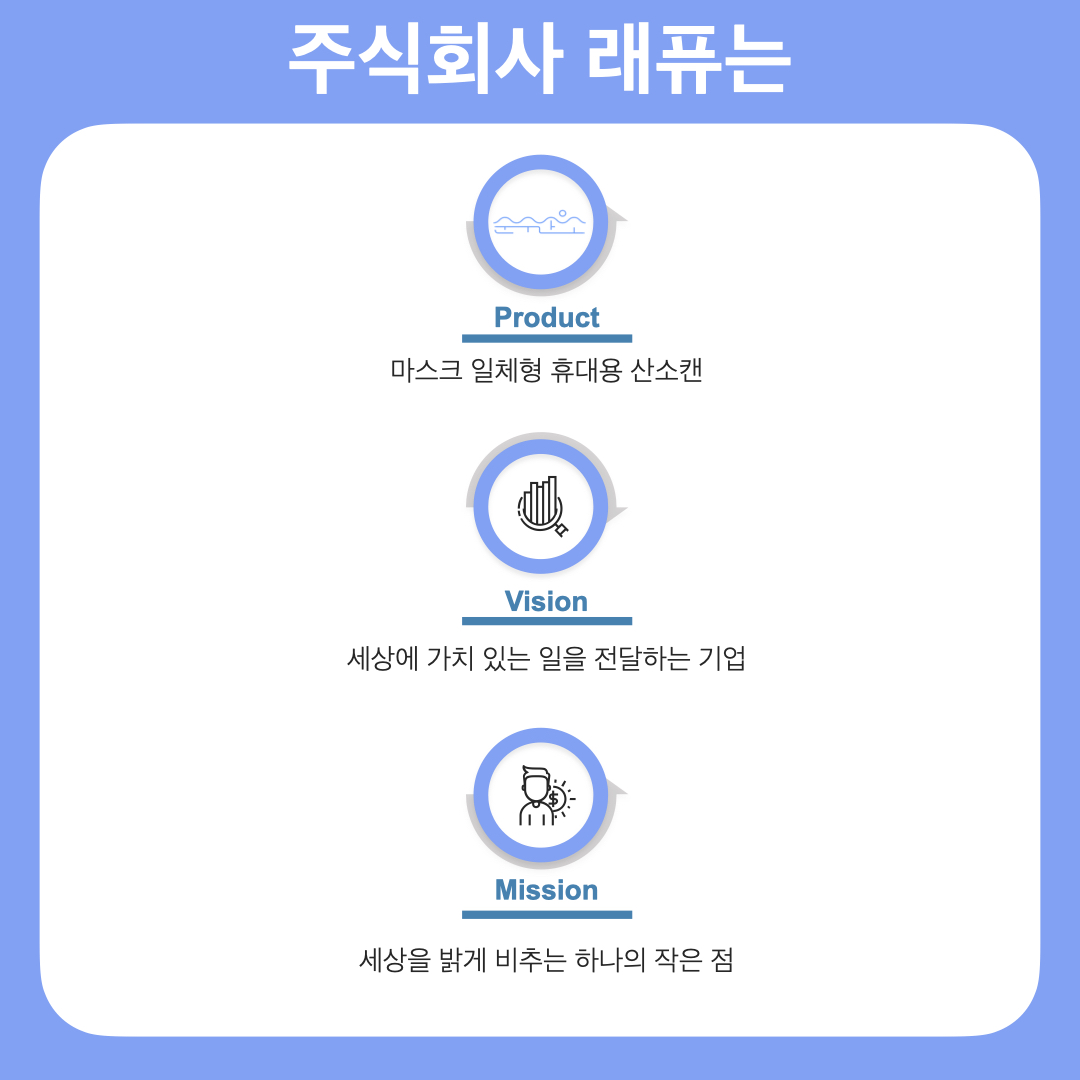 주식회사 래퓨는
Product
마스크 일체형 휴대용 산소캔
Vision
세상에 가치 있는 일을 전달하는 기업
$
Mission
세상을 밝게 비추는 하나의 작은 점